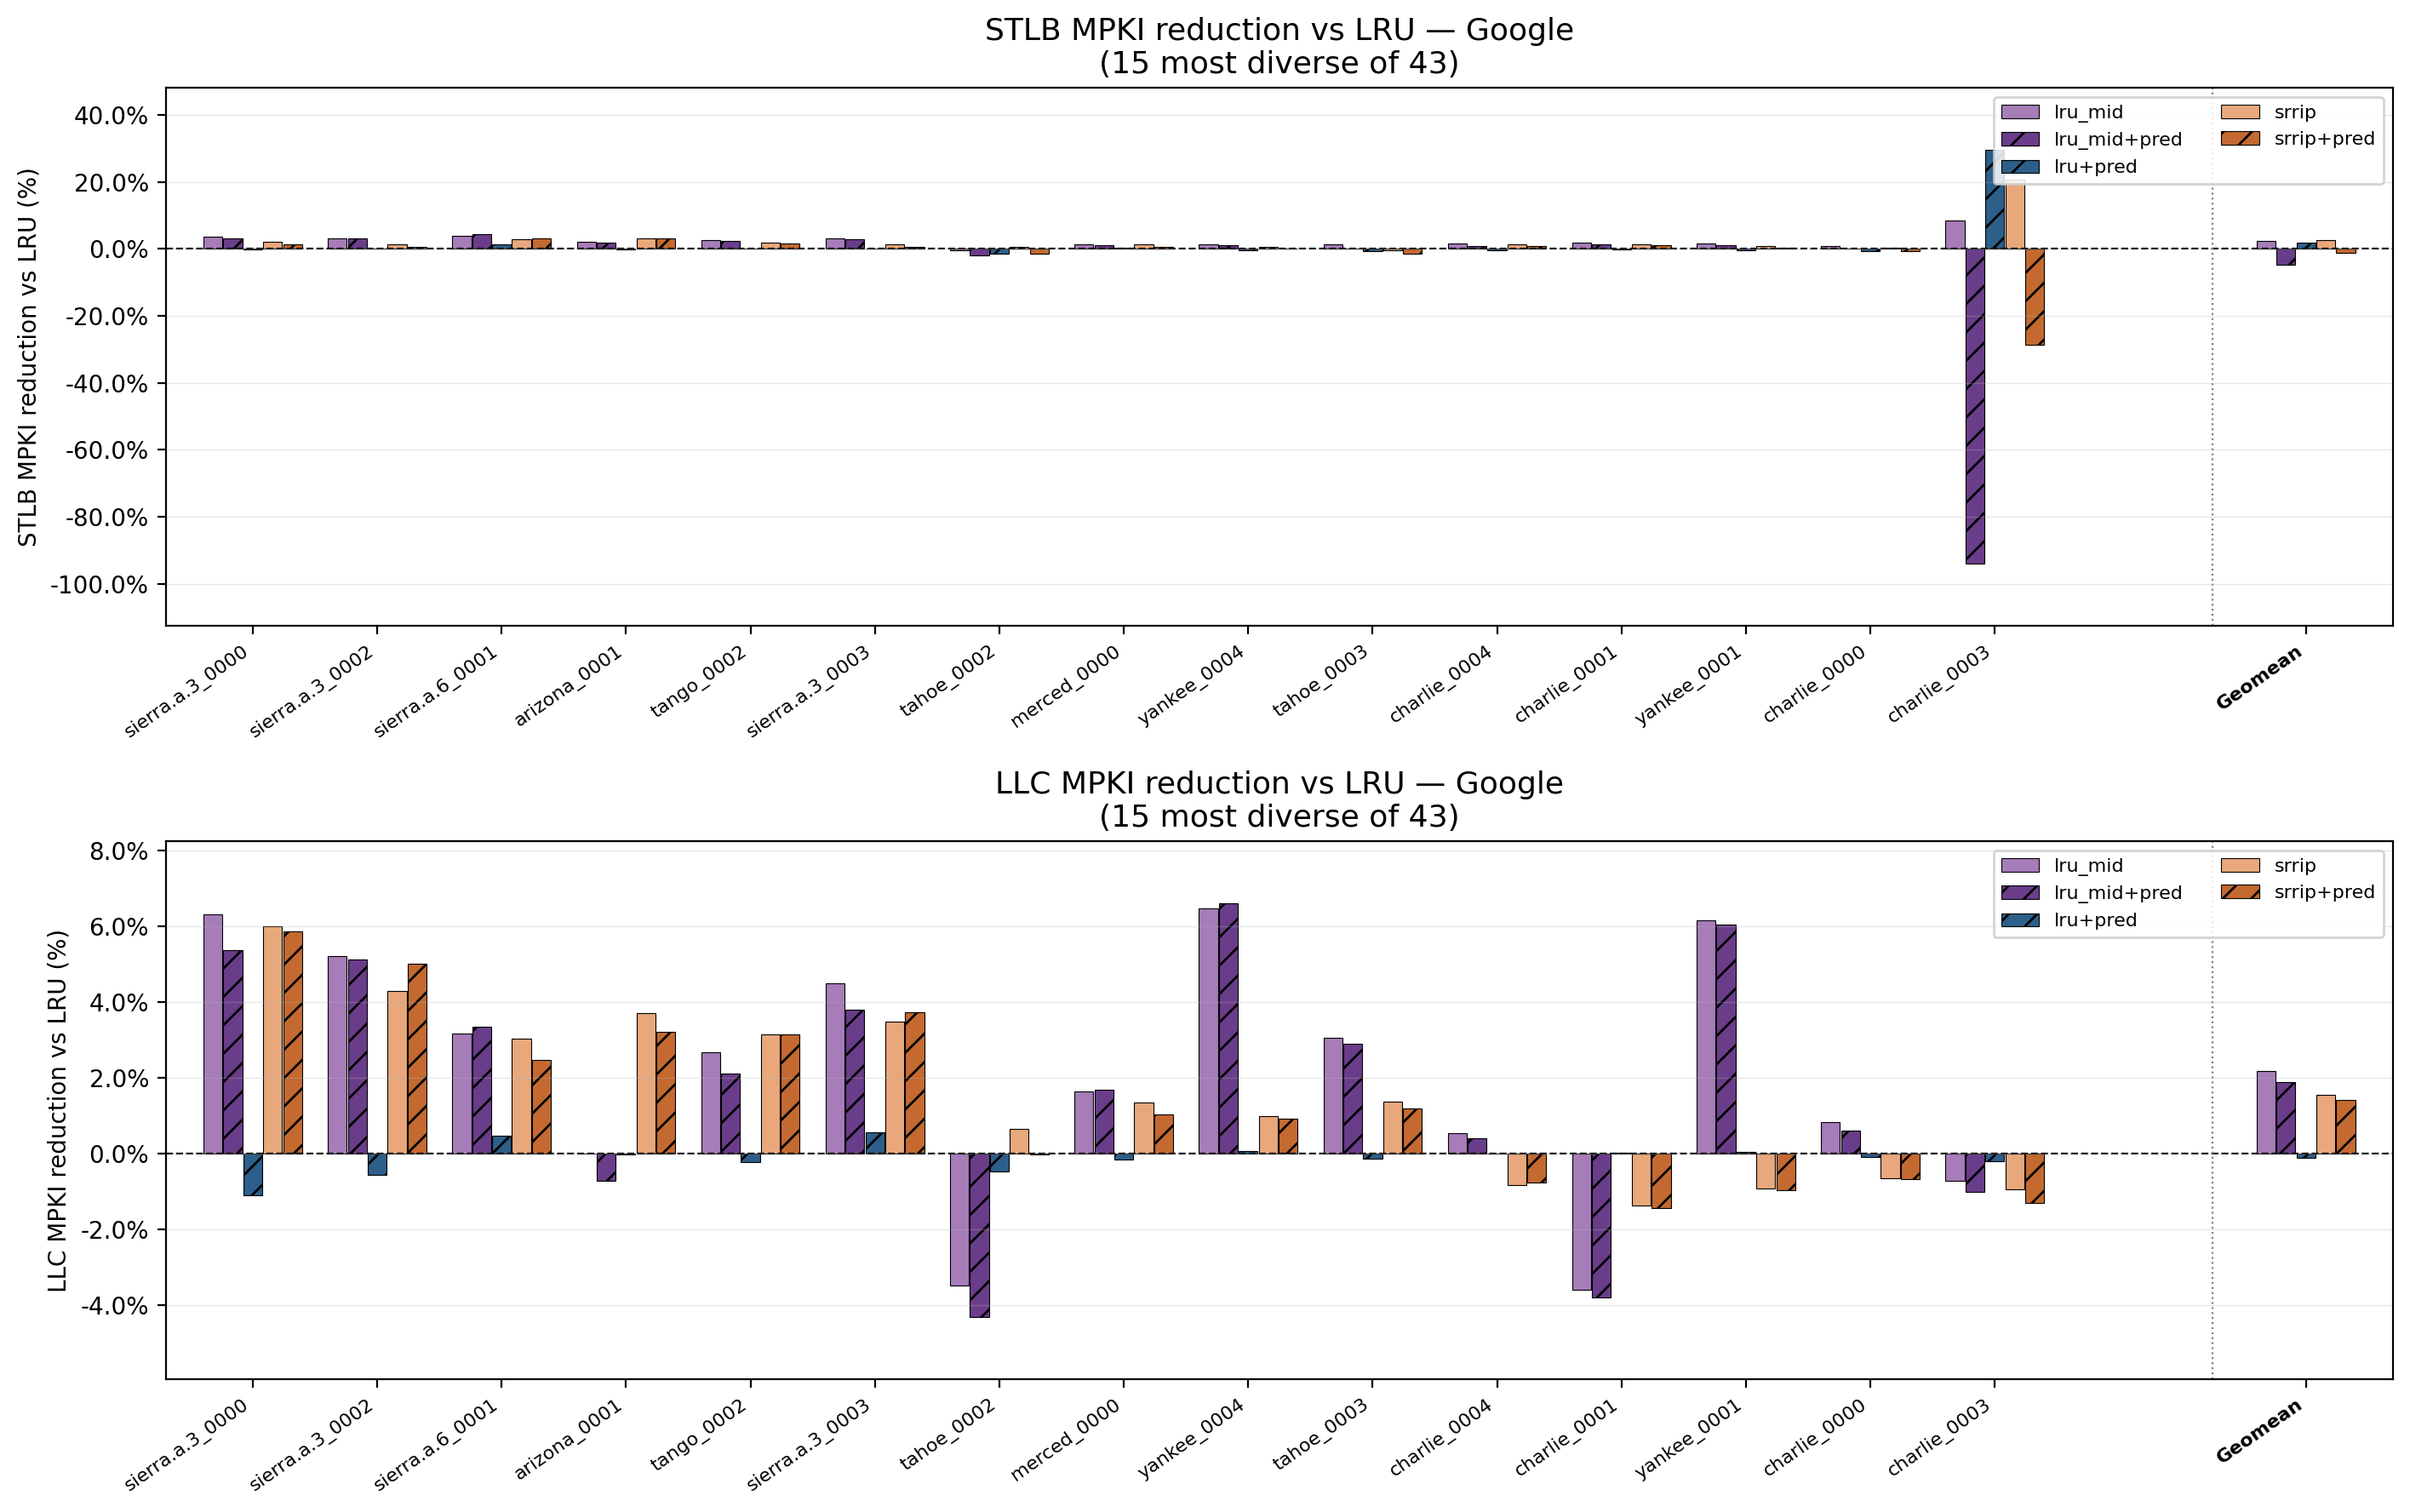 STLB MPKI reduction vs LRU — Google
(15 most diverse of 43)
STLB MPKI reduction vs LRU (%)
40.0%
20.0%
0.0%
-20.0%
-40.0%
-60.0%
-80.0%
-100.0%
lru_mid
lru_mid+pred
lru+pred
srrip
srrip+pred
sierra.a.3_0000
sierra.a.3_0002
sierra.a.6_0001
arizona_0001
tango_0002
sierra.a.3_0003
tahoe_0002
merced_0000
yankee_0004
tahoe_0003
charlie_0004
charlie_0001
yankee_0001
charlie_0000
charlie_0003
Geomean
LLC MPKI reduction vs LRU — Google
(15 most diverse of 43)
LLC MPKI reduction vs LRU (%)
8.0%
6.0%
4.0%
2.0%
0.0%
-2.0%
-4.0%
lru_mid
lru_mid+pred
lru+pred
srrip
srrip+pred
sierra.a.3_0000
sierra.a.3_0002
sierra.a.6_0001
arizona_0001
tango_0002
sierra.a.3_0003
tahoe_0002
merced_0000
yankee_0004
tahoe_0003
charlie_0004
charlie_0001
yankee_0001
charlie_0000
charlie_0003
Geomean